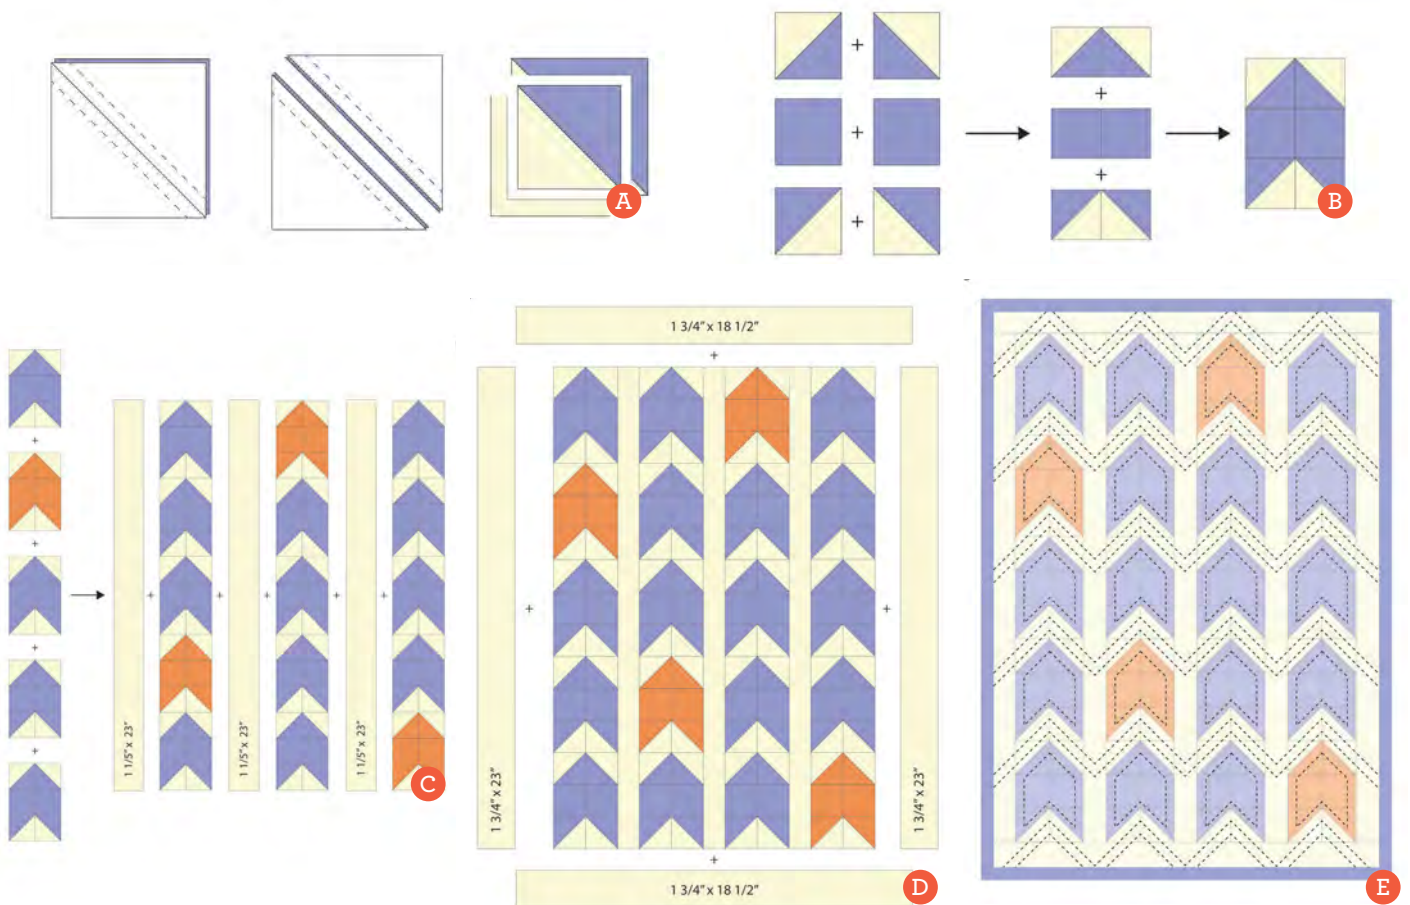 A
B
1 1/5” x 23”
1 1/5” x 23”
1 1/5” x 23”
C
1 3/4” x 18 1/2”
1 3/4” x 23”
1 3/4” x 23”
1 3/4” x 18 1/2”
D
E